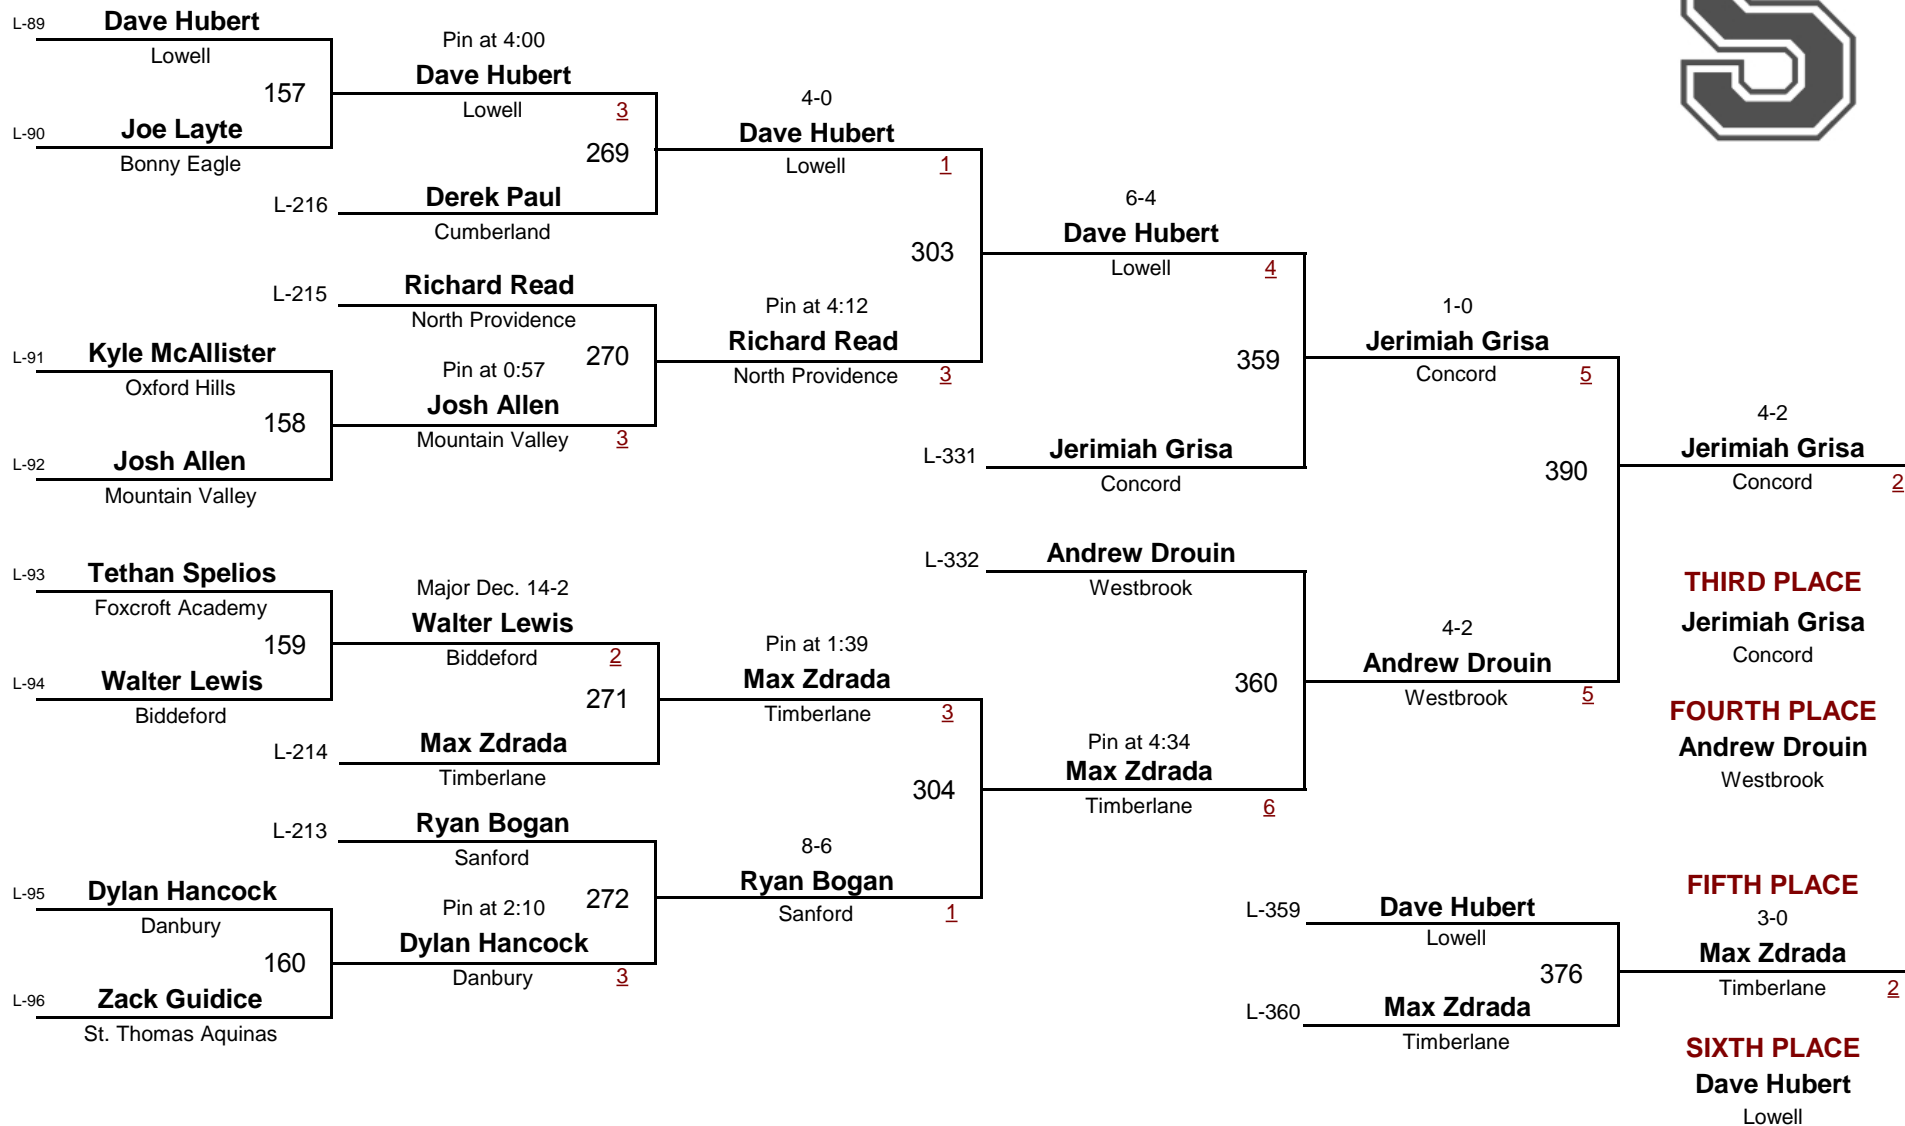 L-89 Dave Hubert
Lowell
157
L-90 Joe Layte
Bonny Eagle
Pin at 4:00
Dave Hubert
Lowell 3
269
L-216 Derek Paul
Cumberland
4-0
Dave Hubert
Lowell 1
303
L-215 Richard Read
North Providence
270
L-91 Kyle McAllister
Oxford Hills
158
L-92 Josh Allen
Mountain Valley
Pin at 0:57
Josh Allen
Mountain Valley 3
Pin at 4:12
Richard Read
North Providence 3
6-4
Dave Hubert
Lowell 4
359
L-331 Jerimiah Grisa
Concord
1-0
Jerimiah Grisa
Concord 5
390
4-2
Jerimiah Grisa
Concord 2
L-93 Tethan Spelios
Foxcroft Academy
159
L-94 Walter Lewis
Biddeford
Major Dec. 14-2
Walter Lewis
Biddeford 2
271
L-214 Max Zdrada
Timberlane
Pin at 1:39
Max Zdrada
Timberlane 3
304
L-213 Ryan Bogan
Sanford
272
L-95 Dylan Hancock
Danbury
160
L-96 Zack Guidice
St. Thomas Aquinas
Pin at 2:10
Dylan Hancock
Danbury 3
8-6
Ryan Bogan
Sanford 1
L-332 Andrew Drouin
Westbrook
360
Pin at 4:34
Max Zdrada
Timberlane 6
4-2
Andrew Drouin
Westbrook 5
THIRD PLACE
Jerimiah Grisa
Concord
FOURTH PLACE
Andrew Drouin
Westbrook
L-359 Dave Hubert
Lowell
376
L-360 Max Zdrada
Timberlane
FIFTH PLACE
3-0
Max Zdrada
Timberlane 2
SIXTH PLACE
Dave Hubert
Lowell